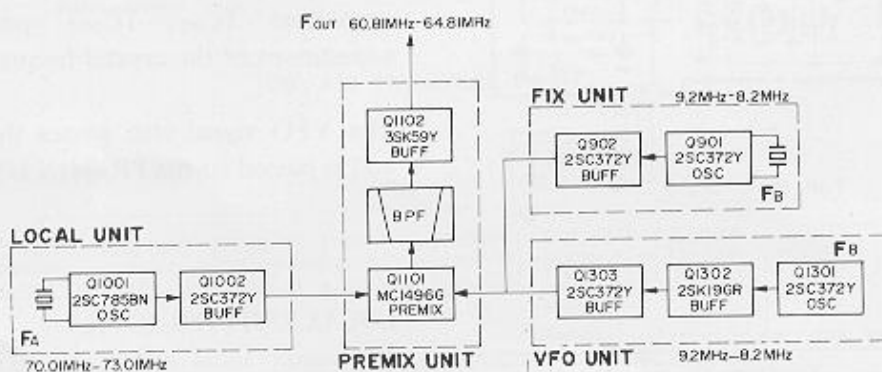 FOUT 60.81MHz-64.81MHz
Q1102
3SK59Y
BUFF
BPF
Q1101
MC1496G
PREMIX
PREMIX UNIT
LOCAL UNIT
Q1001
2SC785BN
OSC
Q1002
2SC372Y
BUFF
FA
70.01MHz-73.01MHz
FIX UNIT
9.2MHz-8.2MHz
Q902
2SC372Y
BUFF
Q901
2SC372Y
OSC
FB
FB
Q1303
2SC372Y
BUFF
Q1302
2SK19GR
BUFF
Q1301
2SC372Y
OSC
VFO UNIT
9.2MHz-8.2MHz